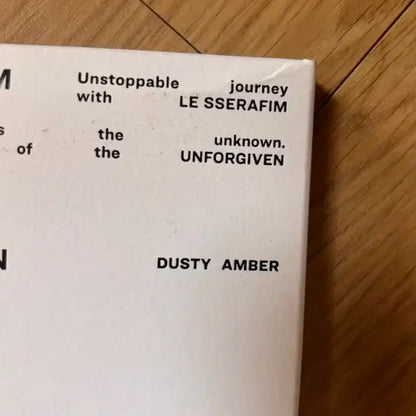 M Unstoppable journey
with LE SSERAFIM
s the unknown.
of the UNFORGIVEN
N DUSTY AMBER